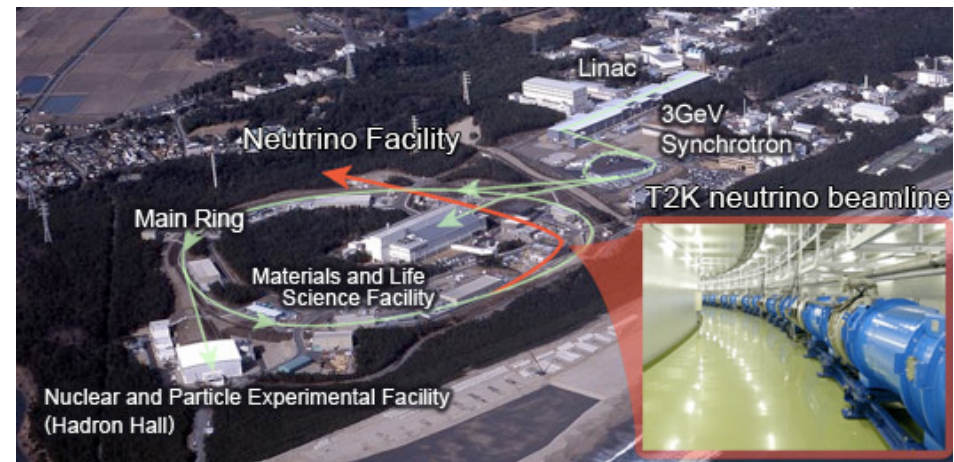 Linac
3GeV
Synchrotron
Neutrino Facility
T2K neutrino beamline
Main Ring
Materials and Life
Science Facility
Nuclear and Particle Experimental Facility
(Hadron Hall)